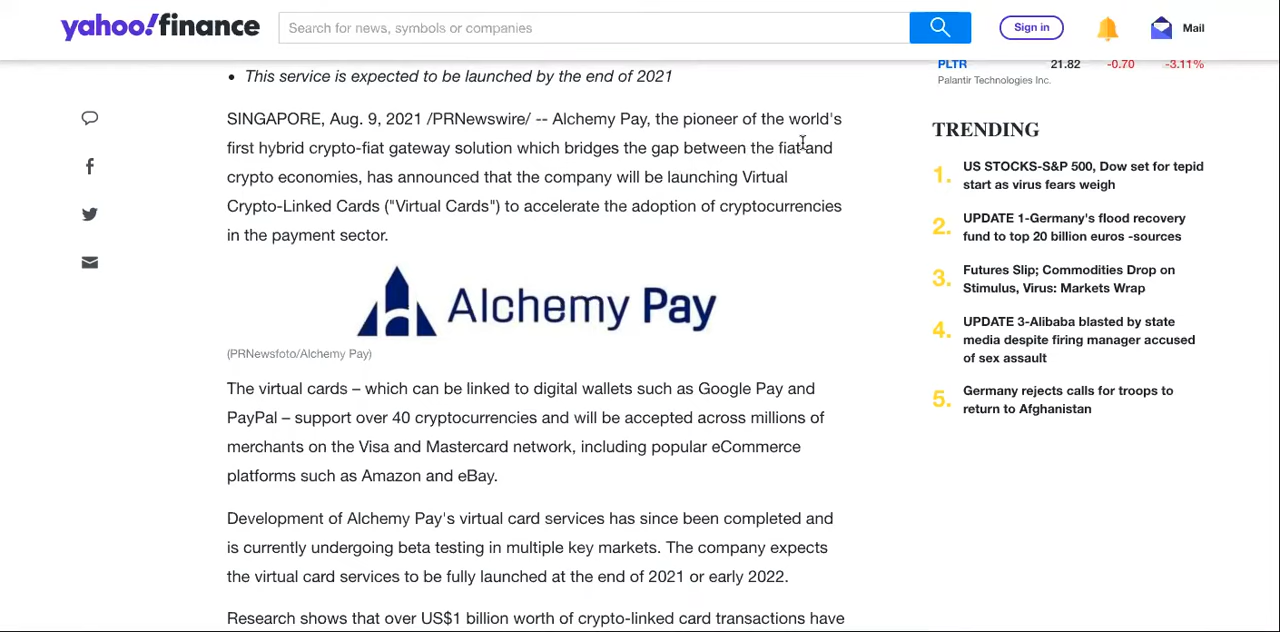 yahoo!finance
Search for news, symbols or companies
Sign in
Mail
• This service is expected to be launched by the end of 2021
SINGAPORE, Aug. 9, 2021 /PRNewswire/ -- Alchemy Pay, the pioneer of the world's
first hybrid crypto-fiat gateway solution which bridges the gap between the fiat and
crypto economies, has announced that the company will be launching Virtual
Crypto-Linked Cards ("Virtual Cards") to accelerate the adoption of cryptocurrencies
in the payment sector.
Alchemy Pay
(PRNewsfoto/Alchemy Pay)
The virtual cards – which can be linked to digital wallets such as Google Pay and
PayPal – support over 40 cryptocurrencies and will be accepted across millions of
merchants on the Visa and Mastercard network, including popular eCommerce
platforms such as Amazon and eBay.
Development of Alchemy Pay's virtual card services has since been completed and
is currently undergoing beta testing in multiple key markets. The company expects
the virtual card services to be fully launched at the end of 2021 or early 2022.
Research shows that over US$1 billion worth of crypto-linked card transactions have
PLTR 21.82 -0.70 -3.11%
Palantir Technologies Inc.
TRENDING
1. US STOCKS-S&P 500, Dow set for tepid
start as virus fears weigh
2. UPDATE 1-Germany's flood recovery
fund to top 20 billion euros -sources
3. Futures Slip; Commodities Drop on
Stimulus, Virus: Markets Wrap
4. UPDATE 3-Alibaba blasted by state
media despite firing manager accused
of sex assault
5. Germany rejects calls for troops to
return to Afghanistan